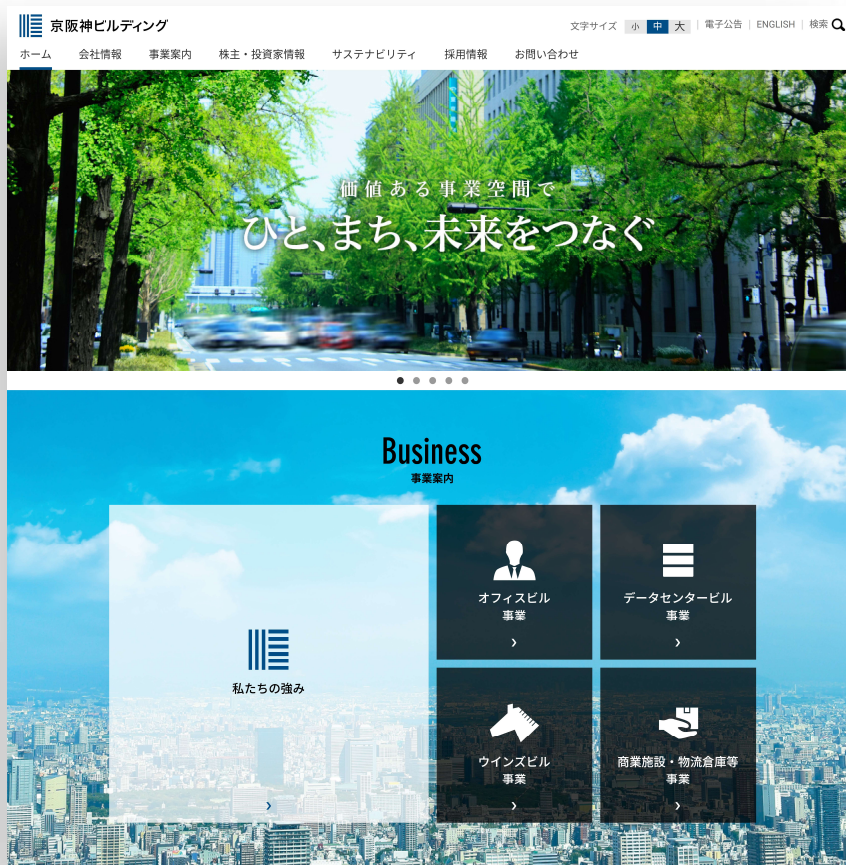 京阪神ビルディング
文字サイズ 小 中 大 電子公告 ENGLISH 検索
ホーム 会社情報 事業案内 株主・投資家情報 サステナビリティ 採用情報 お問い合わせ
価値ある事業空間で
ひと、まち、未来をつなぐ
Business
事業案内
私たちの強み
オフィスビル
事業
データセンタービル
事業
ウインズビル
事業
商業施設・物流倉庫等
事業